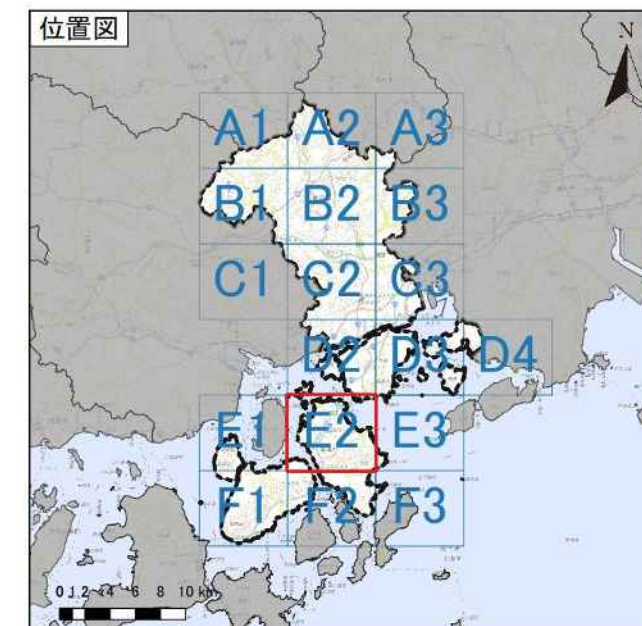 位置図
N
A1 A2 A3
B1 B2 B3
C1 C2 C3
D2 D3 D4
E1 E2 E3
F1 F2 F3
0 1 2 4 6 8 10 km